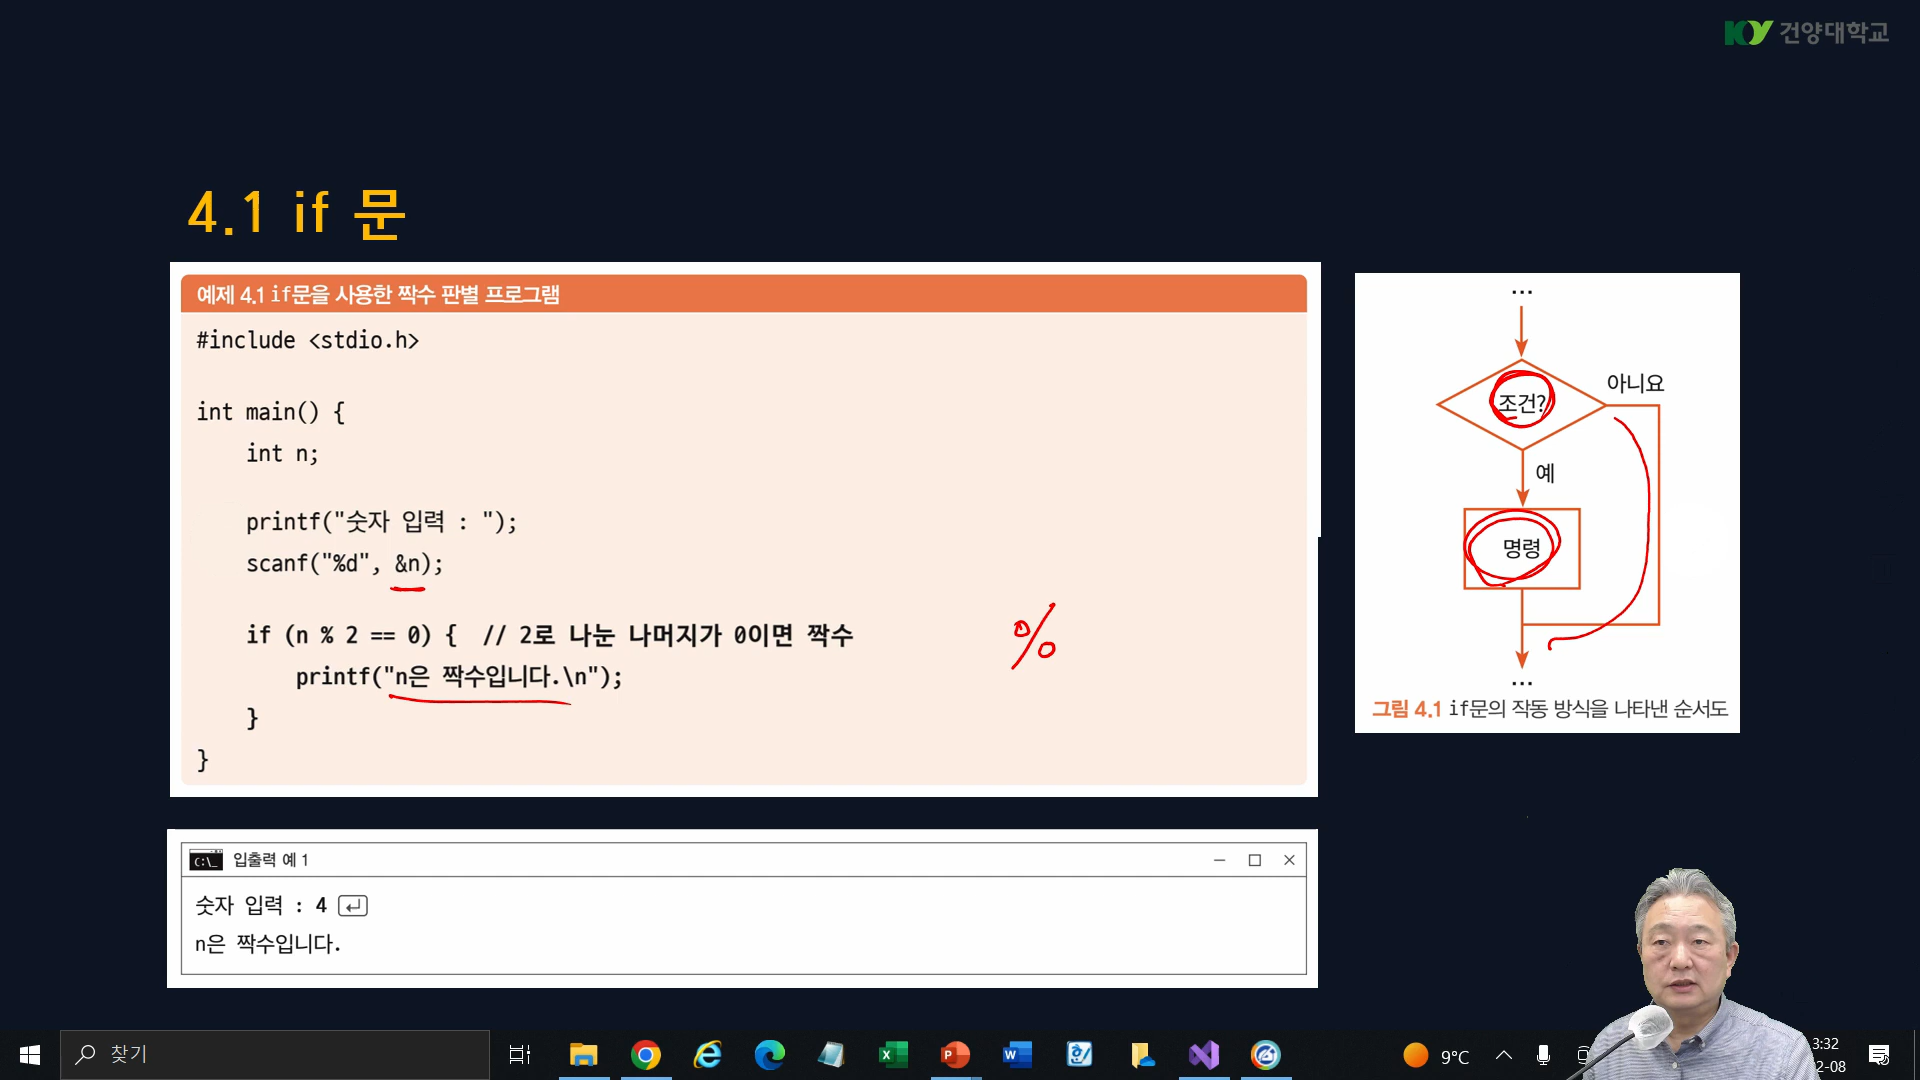 KY 건양대학교
4.1 if 문
예제 4.1 if문을 사용한 짝수 판별 프로그램
#include <stdio.h>
int main() {
int n;
printf("숫자 입력 : ");
scanf("%d", &n);
if (n % 2 == 0) {  // 2로 나눈 나머지가 0이면 짝수
printf("n은 짝수입니다.\n");
}
}
%
...
조건?
아니요
예
명령
...
그림 4.1 if문의 작동 방식을 나타낸 순서도
C:\_ 입출력 예 1
숫자 입력 : 4
n은 짝수입니다.
찾기
9°C
3:32
2-08